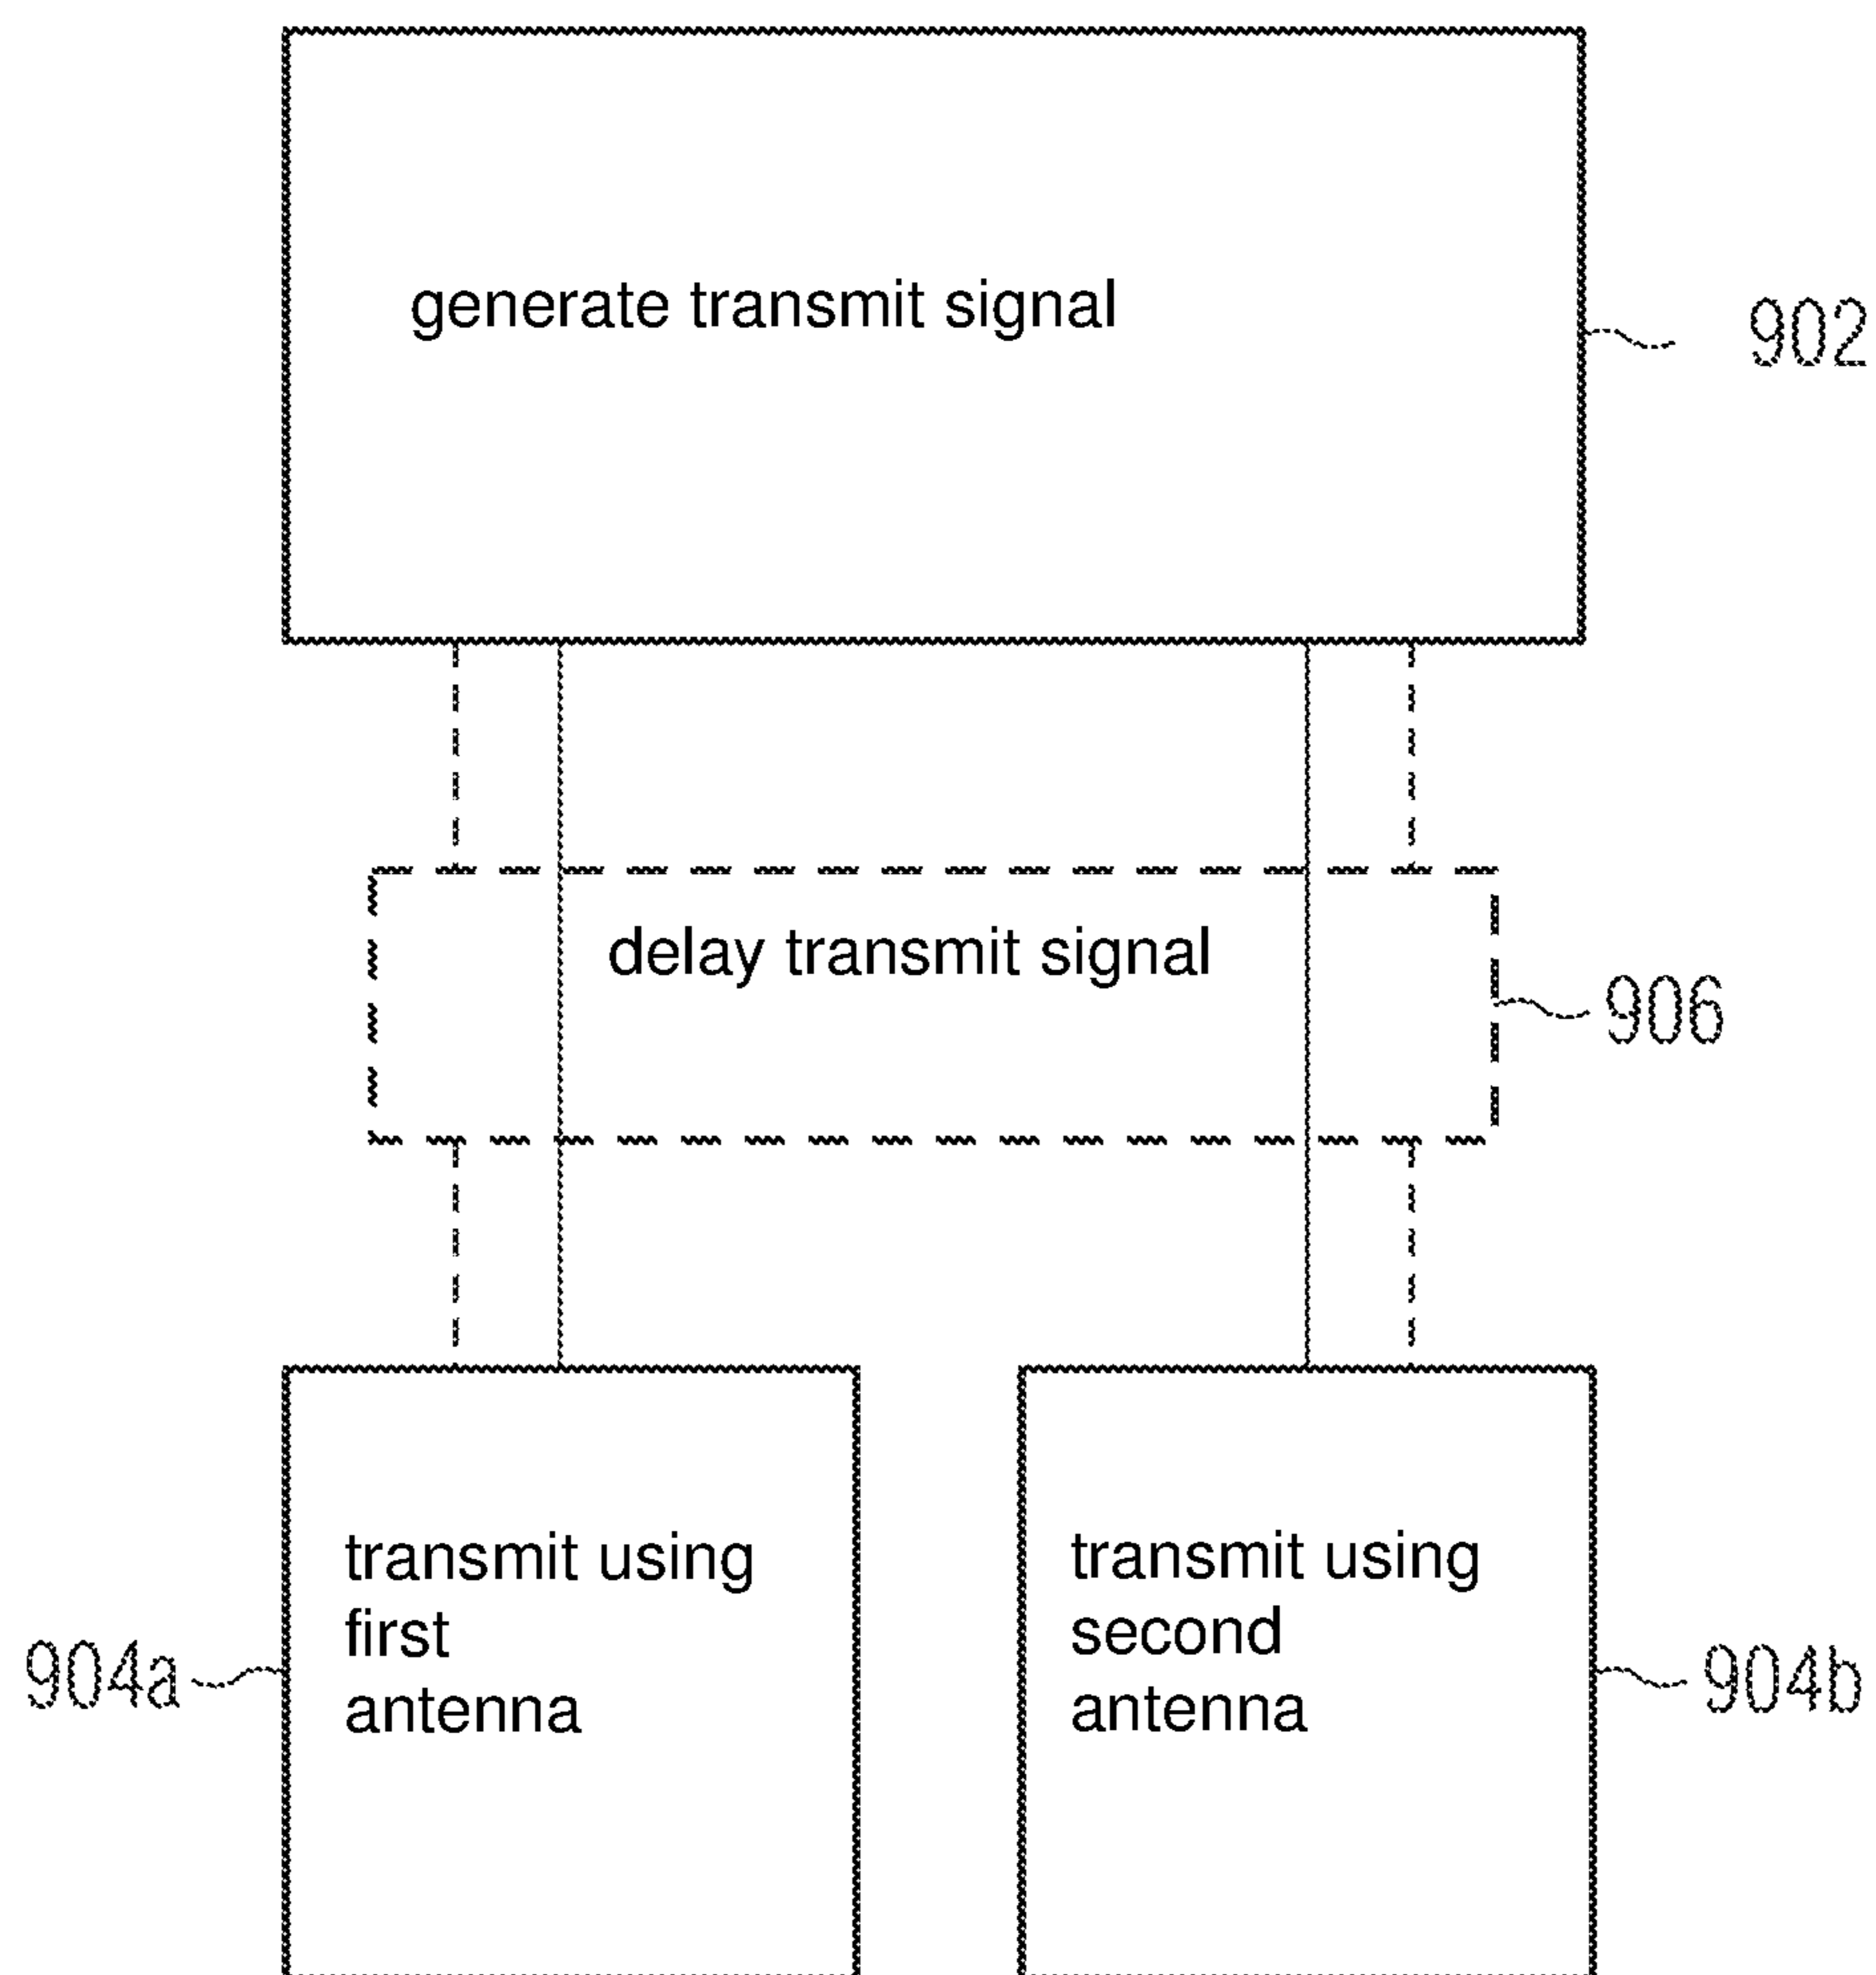 generate transmit signal
902
delay transmit signal
906
transmit using
first
antenna
904a
transmit using
second
antenna
904b